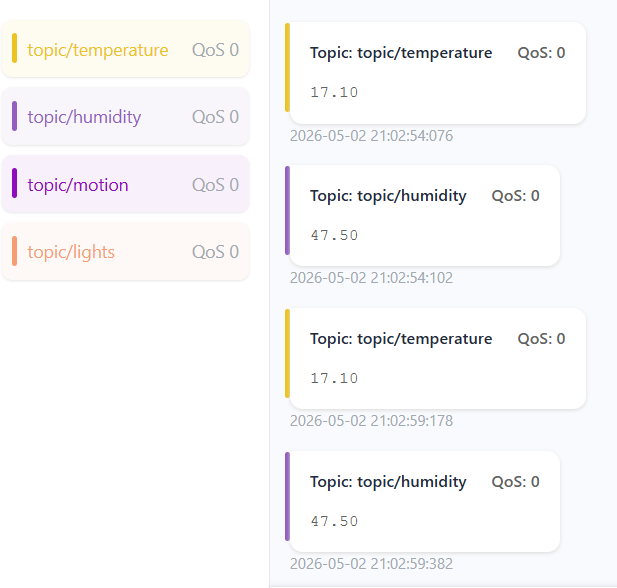 topic/temperature QoS 0
topic/humidity QoS 0
topic/motion QoS 0
topic/lights QoS 0
Topic: topic/temperature QoS: 0
17.10
2026-05-02 21:02:54:076
Topic: topic/humidity QoS: 0
47.50
2026-05-02 21:02:54:102
Topic: topic/temperature QoS: 0
17.10
2026-05-02 21:02:59:178
Topic: topic/humidity QoS: 0
47.50
2026-05-02 21:02:59:382